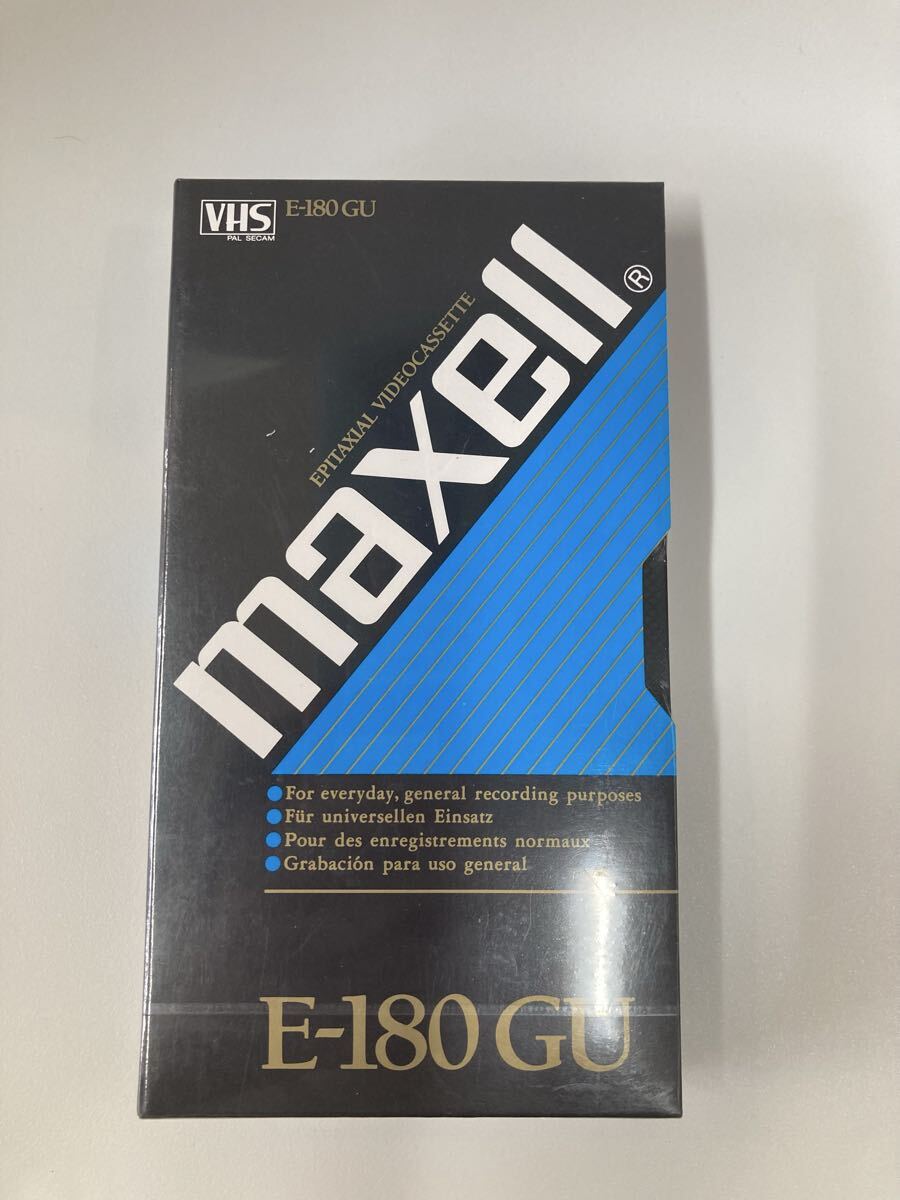 VHS E-180 GU
PAL SECAM
EPITAXIAL VIDEOCASSETTE
maxell®
For everyday, general recording purposes
Für universellen Einsatz
Pour des enregistrements normaux
Grabación para uso general
E-180 GU